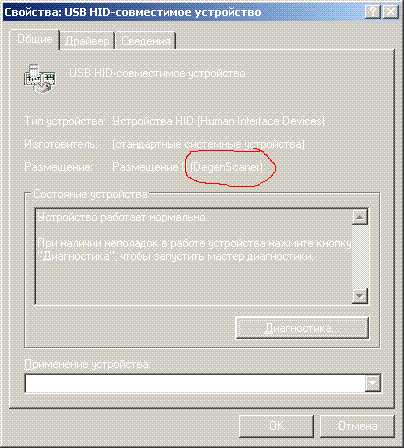 Свойства: USB HID-совместимое устройство
Общие Драйвер Сведения
USB HID-совместимое устройство
Тип устройства: Устройства HID (Human Interface Devices)
Изготовитель: (стандартные системные устройства)
Размещение: Размещение (DegenScaner)
Состояние устройства
Устройство работает нормально.
При наличии неполадок в работе устройства нажмите кнопку
"Диагностика", чтобы запустить мастер диагностики.
Диагностика...
Применение устройства:
OK Отмена